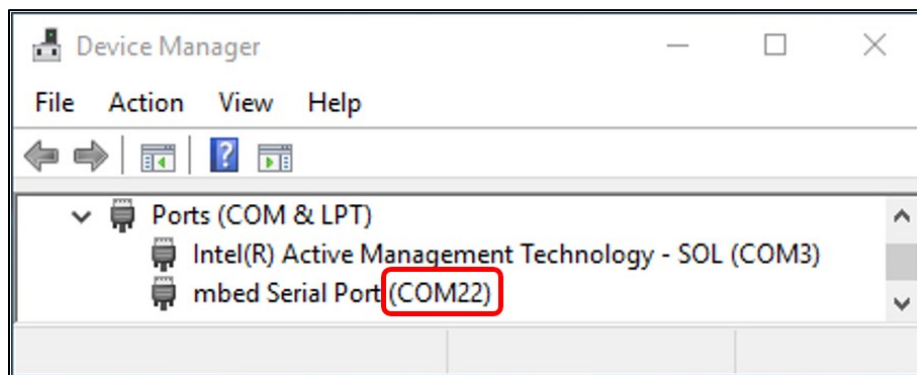 Device Manager
File Action View Help
?
Ports (COM & LPT)
Intel(R) Active Management Technology - SOL (COM3)
mbed Serial Port (COM22)